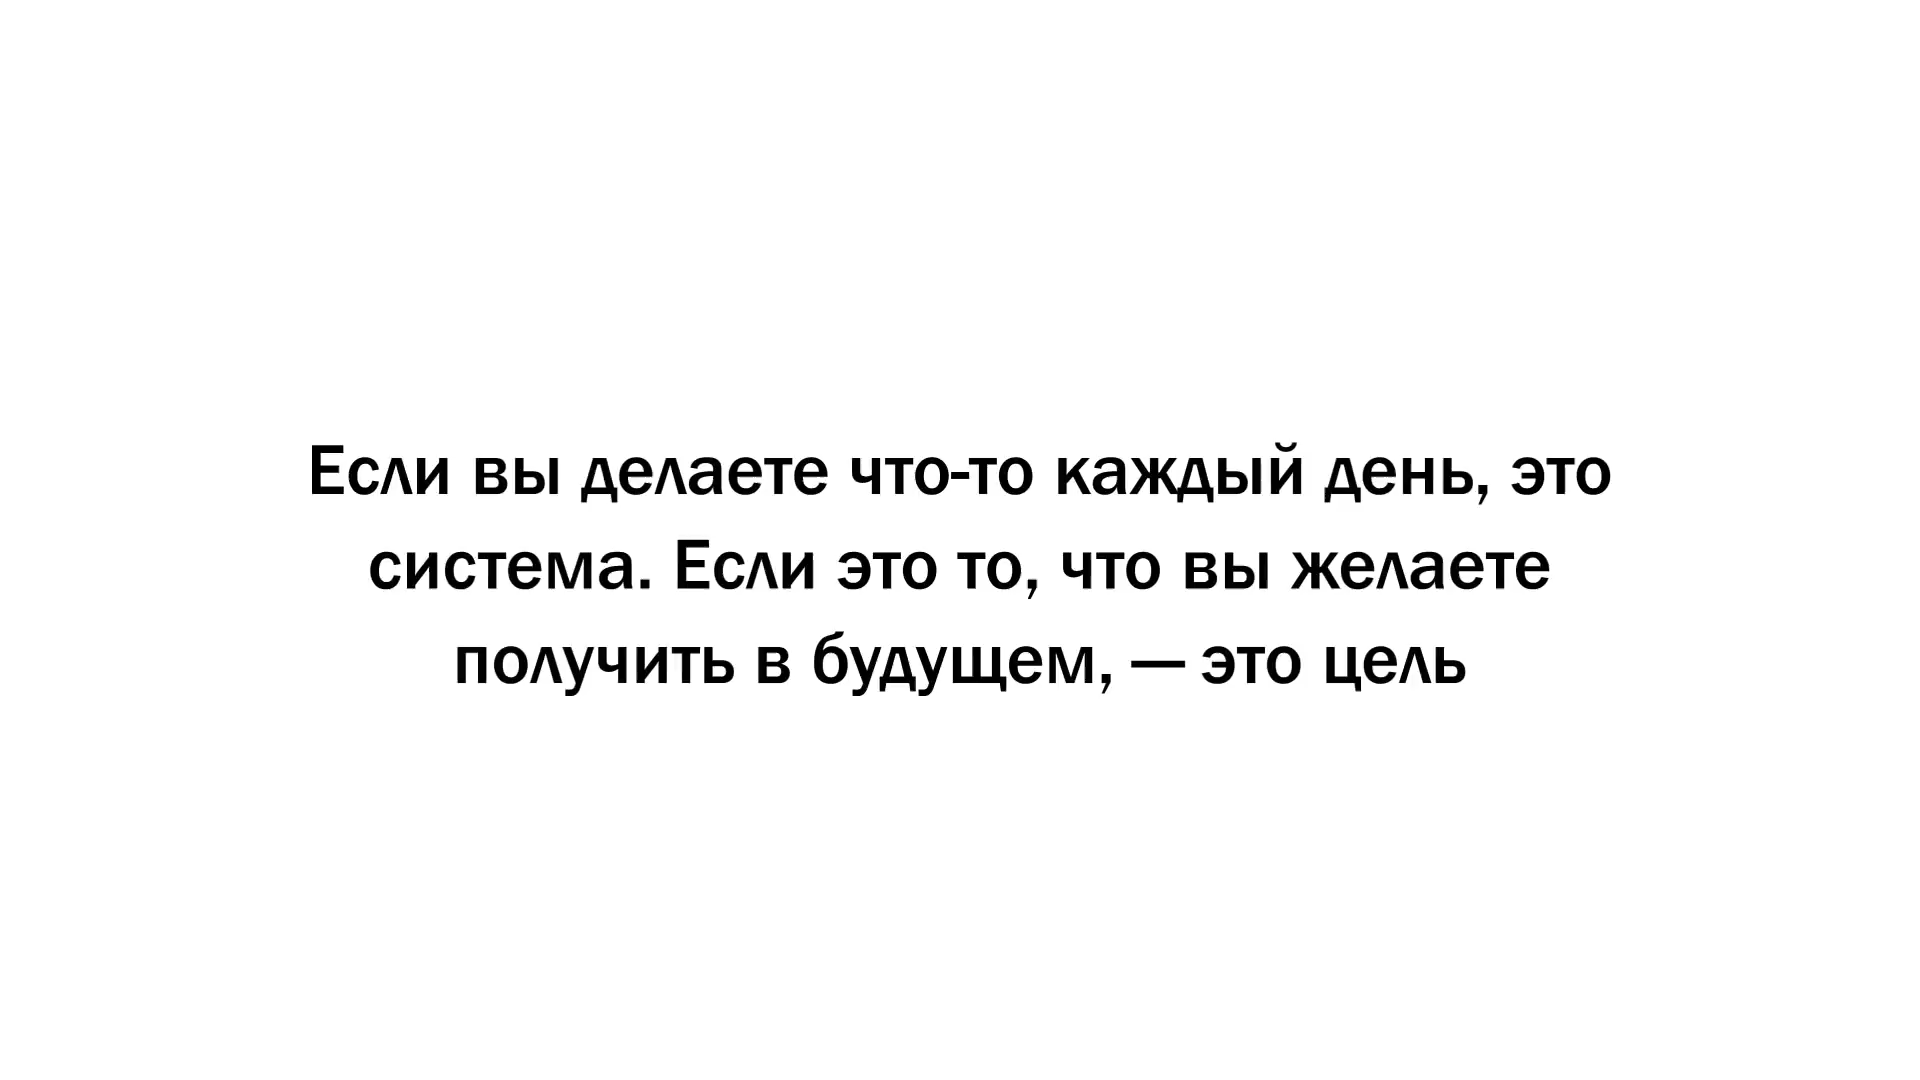 Если вы делаете что-то каждый день, это
система. Если это то, что вы желаете
получить в будущем, — это цель